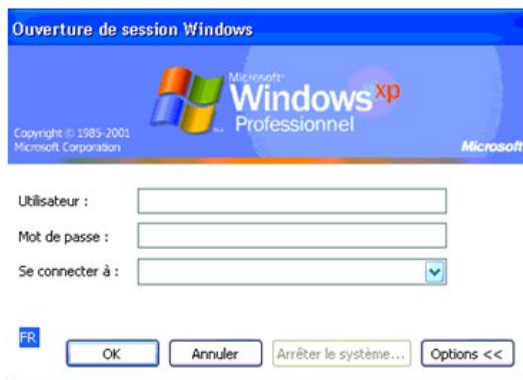 Ouverture de session Windows
Microsoft
Windows xp
Professionnel
Copyright © 1985-2001
Microsoft Corporation
Microsoft
Utilisateur :
Mot de passe :
Se connecter à :
FR
OK Annuler Arrêter le système... Options <<